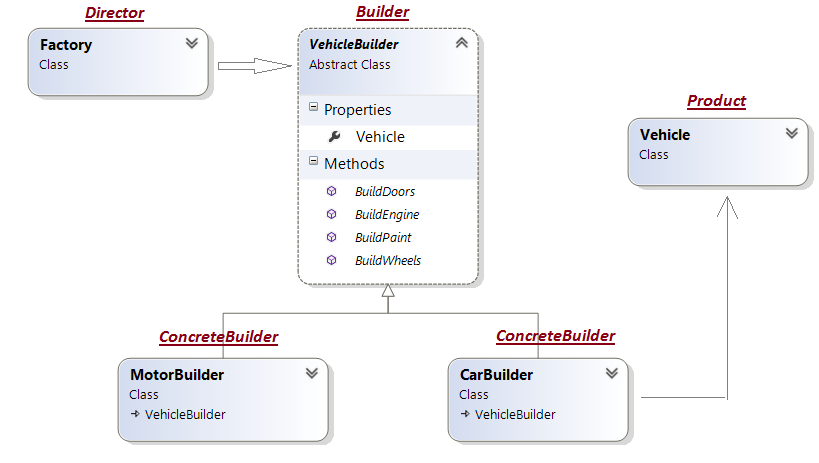 Director
Factory
Class
Builder
VehicleBuilder
Abstract Class
Properties
Vehicle
Methods
BuildDoors
BuildEngine
BuildPaint
BuildWheels
Product
Vehicle
Class
ConcreteBuilder
MotorBuilder
Class
VehicleBuilder
ConcreteBuilder
CarBuilder
Class
VehicleBuilder